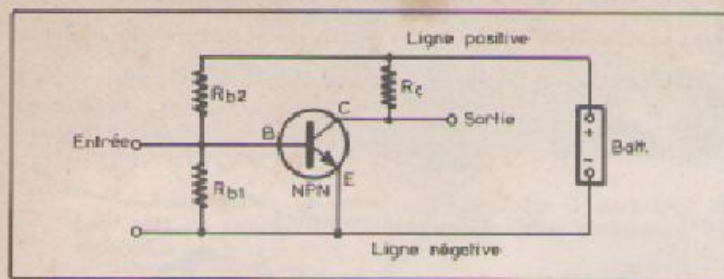 Ligne positive
Rb2
Rc
C
Entrée
B
Sortie
+
Batt.
-
Rb1
NPN
E
Ligne négative